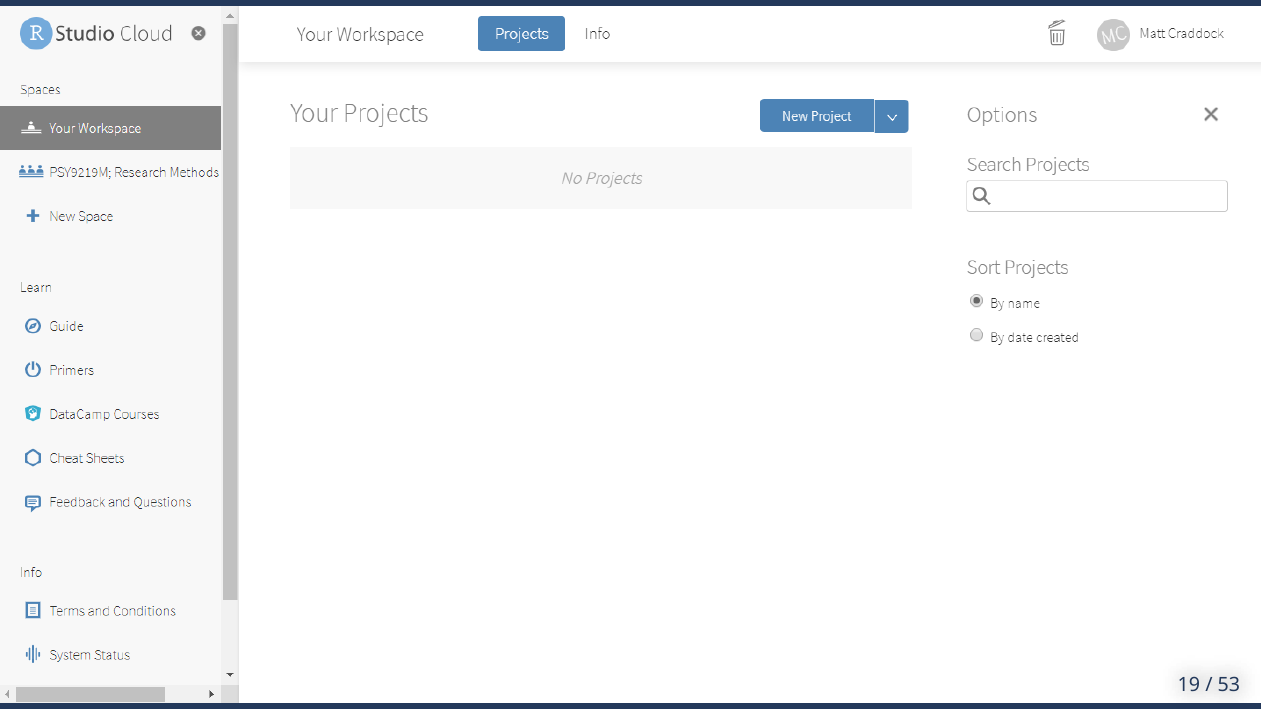 R Studio Cloud
Spaces
Your Workspace
PSY9219M; Research Methods
New Space
Learn
Guide
Primers
DataCamp Courses
Cheat Sheets
Feedback and Questions
Info
Terms and Conditions
System Status
Your Workspace
Projects
Info
MC
Matt Craddock
Your Projects
New Project
No Projects
Options
Search Projects
Sort Projects
By name
By date created
19 / 53